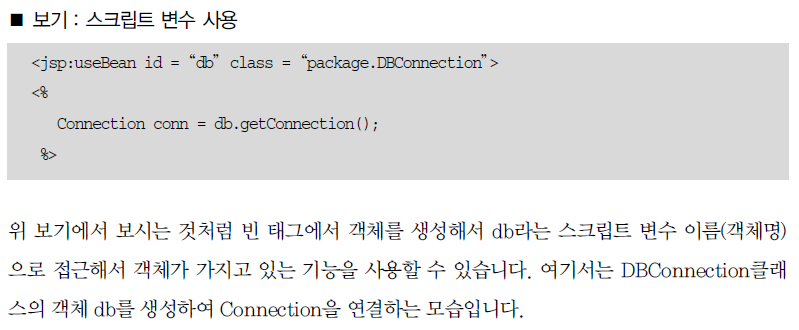 ■ 보기 : 스크립트 변수 사용
<jsp:useBean id = “db” class = “package.DBConnection”>
<%
Connection conn = db.getConnection();
%>
위 보기에서 보시는 것처럼 빈 태그에서 객체를 생성해서 db라는 스크립트 변수 이름(객체명)
으로 접근해서 객체가 가지고 있는 기능을 사용할 수 있습니다. 여기서는 DBConnection클래
스의 객체 db를 생성하여 Connection을 연결하는 모습입니다.